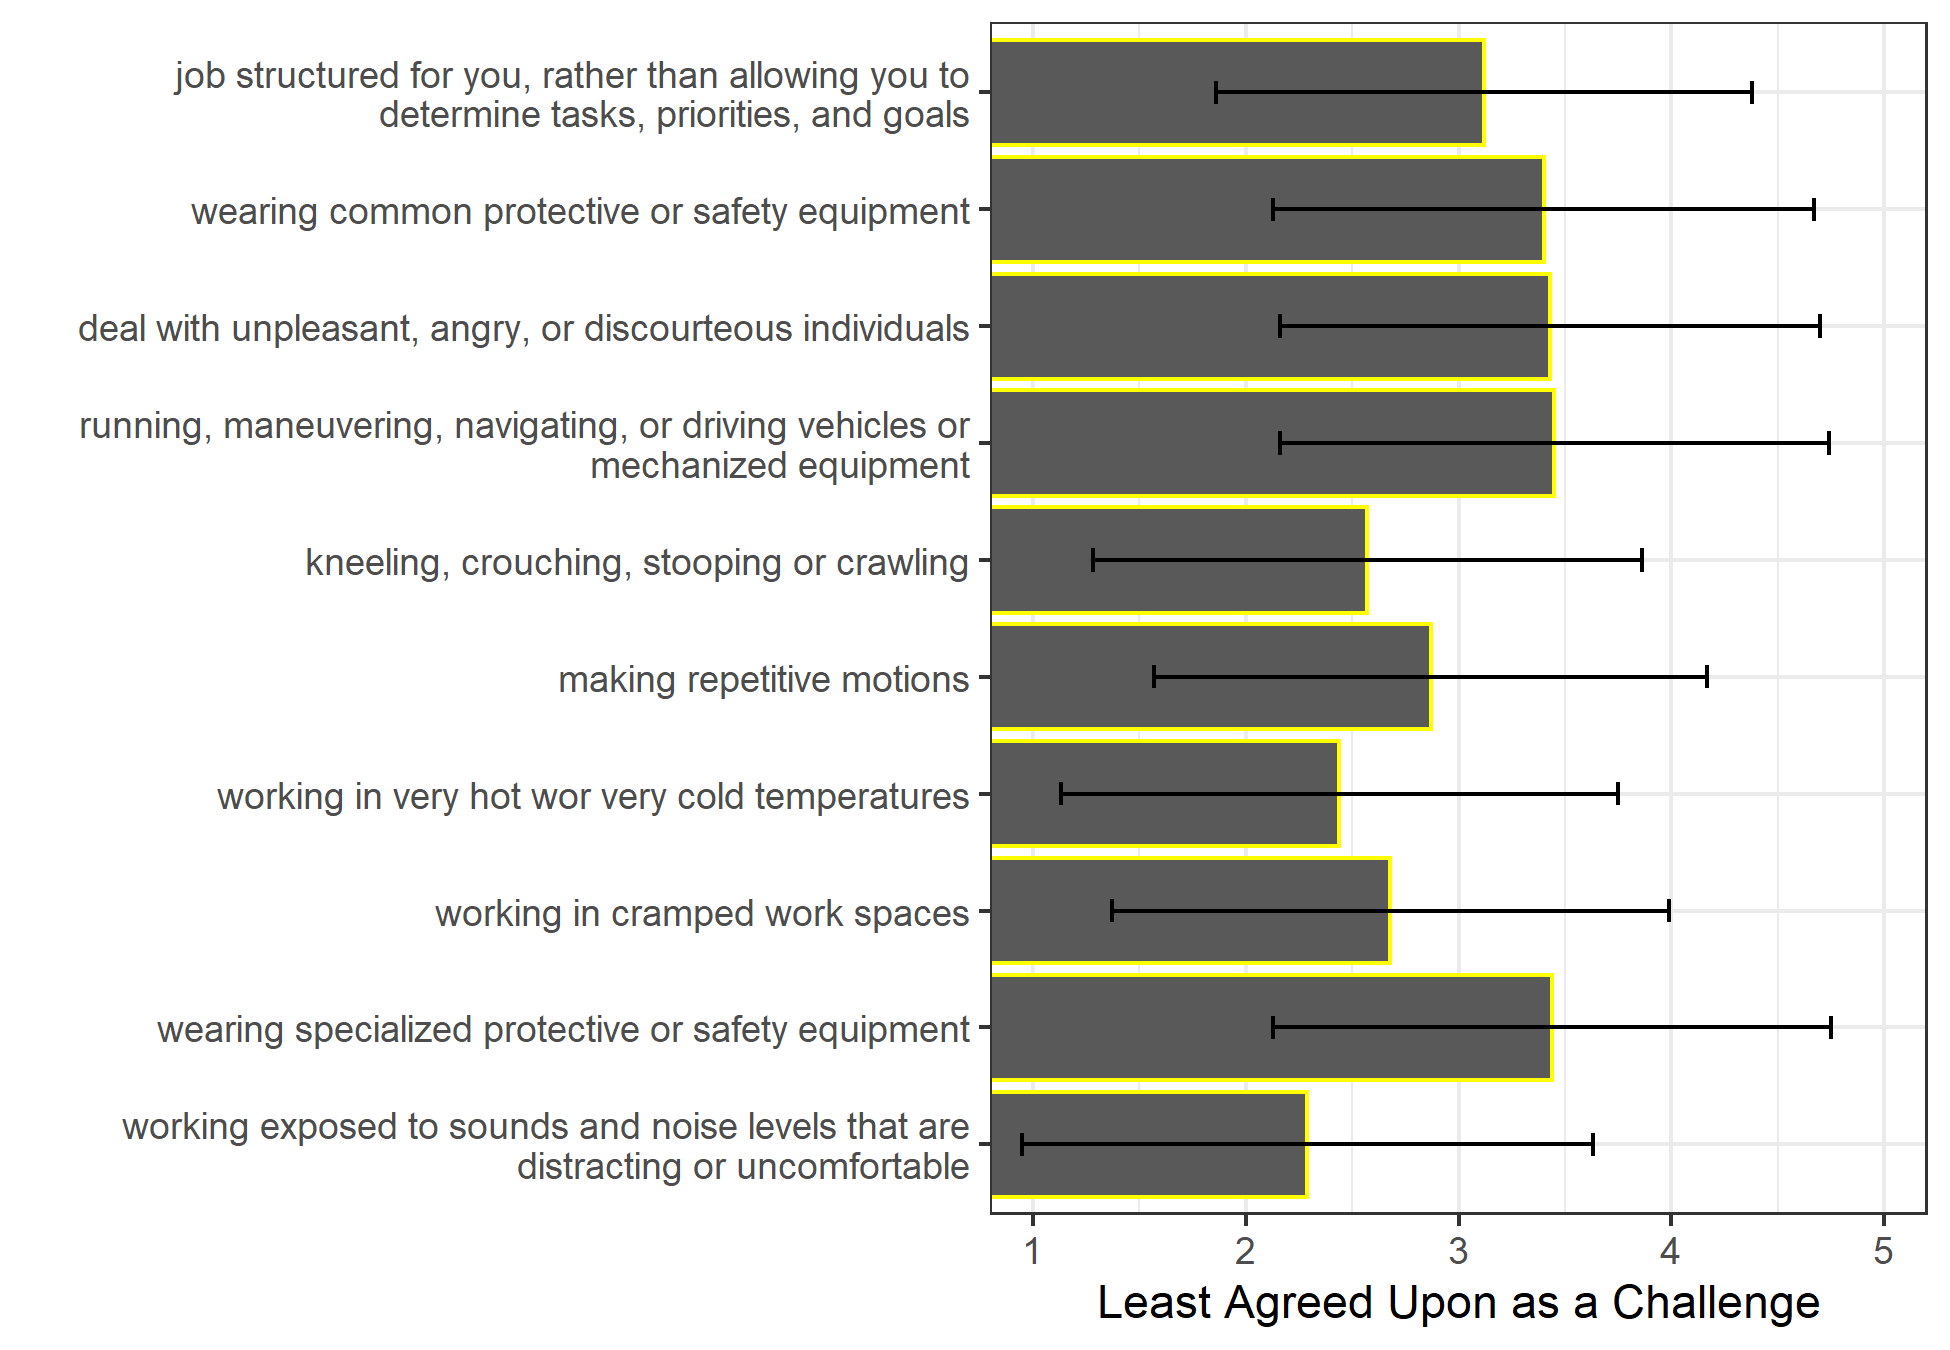 job structured for you, rather than allowing you to
determine tasks, priorities, and goals
wearing common protective or safety equipment
deal with unpleasant, angry, or discourteous individuals
running, maneuvering, navigating, or driving vehicles or
mechanized equipment
kneeling, crouching, stooping or crawling
making repetitive motions
working in very hot wor very cold temperatures
working in cramped work spaces
wearing specialized protective or safety equipment
working exposed to sounds and noise levels that are
distracting or uncomfortable
1 2 3 4 5
Least Agreed Upon as a Challenge